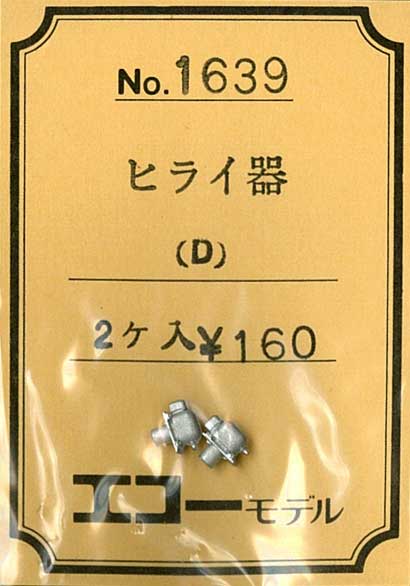 No.1639
ヒライ器
(D)
2ケ入¥160
エコーモデル